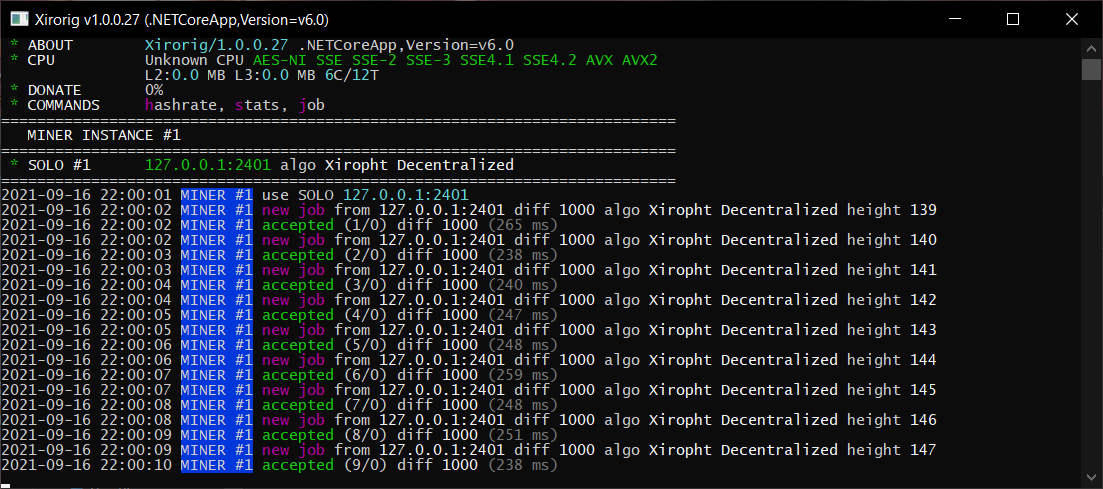 Xirorig v1.0.0.27 (.NETCoreApp,Version=v6.0)
* ABOUT Xirorig/1.0.0.27 .NETCoreApp,Version=v6.0
* CPU Unknown CPU AES-NI SSE SSE-2 SSE-3 SSE4.1 SSE4.2 AVX AVX2
L2:0.0 MB L3:0.0 MB 6C/12T
* DONATE 0%
* COMMANDS hashrate, stats, job
===========================================================================
MINER INSTANCE #1
===========================================================================
* SOLO #1 127.0.0.1:2401 algo Xiropht Decentralized
===========================================================================
2021-09-16 22:00:01 MINER #1 use SOLO 127.0.0.1:2401
2021-09-16 22:00:02 MINER #1 new job from 127.0.0.1:2401 diff 1000 algo Xiropht Decentralized height 139
2021-09-16 22:00:02 MINER #1 accepted (1/0) diff 1000 (265 ms)
2021-09-16 22:00:02 MINER #1 new job from 127.0.0.1:2401 diff 1000 algo Xiropht Decentralized height 140
2021-09-16 22:00:03 MINER #1 accepted (2/0) diff 1000 (238 ms)
2021-09-16 22:00:03 MINER #1 new job from 127.0.0.1:2401 diff 1000 algo Xiropht Decentralized height 141
2021-09-16 22:00:04 MINER #1 accepted (3/0) diff 1000 (240 ms)
2021-09-16 22:00:04 MINER #1 new job from 127.0.0.1:2401 diff 1000 algo Xiropht Decentralized height 142
2021-09-16 22:00:05 MINER #1 accepted (4/0) diff 1000 (247 ms)
2021-09-16 22:00:05 MINER #1 new job from 127.0.0.1:2401 diff 1000 algo Xiropht Decentralized height 143
2021-09-16 22:00:06 MINER #1 accepted (5/0) diff 1000 (248 ms)
2021-09-16 22:00:06 MINER #1 new job from 127.0.0.1:2401 diff 1000 algo Xiropht Decentralized height 144
2021-09-16 22:00:07 MINER #1 accepted (6/0) diff 1000 (259 ms)
2021-09-16 22:00:07 MINER #1 new job from 127.0.0.1:2401 diff 1000 algo Xiropht Decentralized height 145
2021-09-16 22:00:08 MINER #1 accepted (7/0) diff 1000 (248 ms)
2021-09-16 22:00:08 MINER #1 new job from 127.0.0.1:2401 diff 1000 algo Xiropht Decentralized height 146
2021-09-16 22:00:09 MINER #1 accepted (8/0) diff 1000 (251 ms)
2021-09-16 22:00:09 MINER #1 new job from 127.0.0.1:2401 diff 1000 algo Xiropht Decentralized height 147
2021-09-16 22:00:10 MINER #1 accepted (9/0) diff 1000 (238 ms)